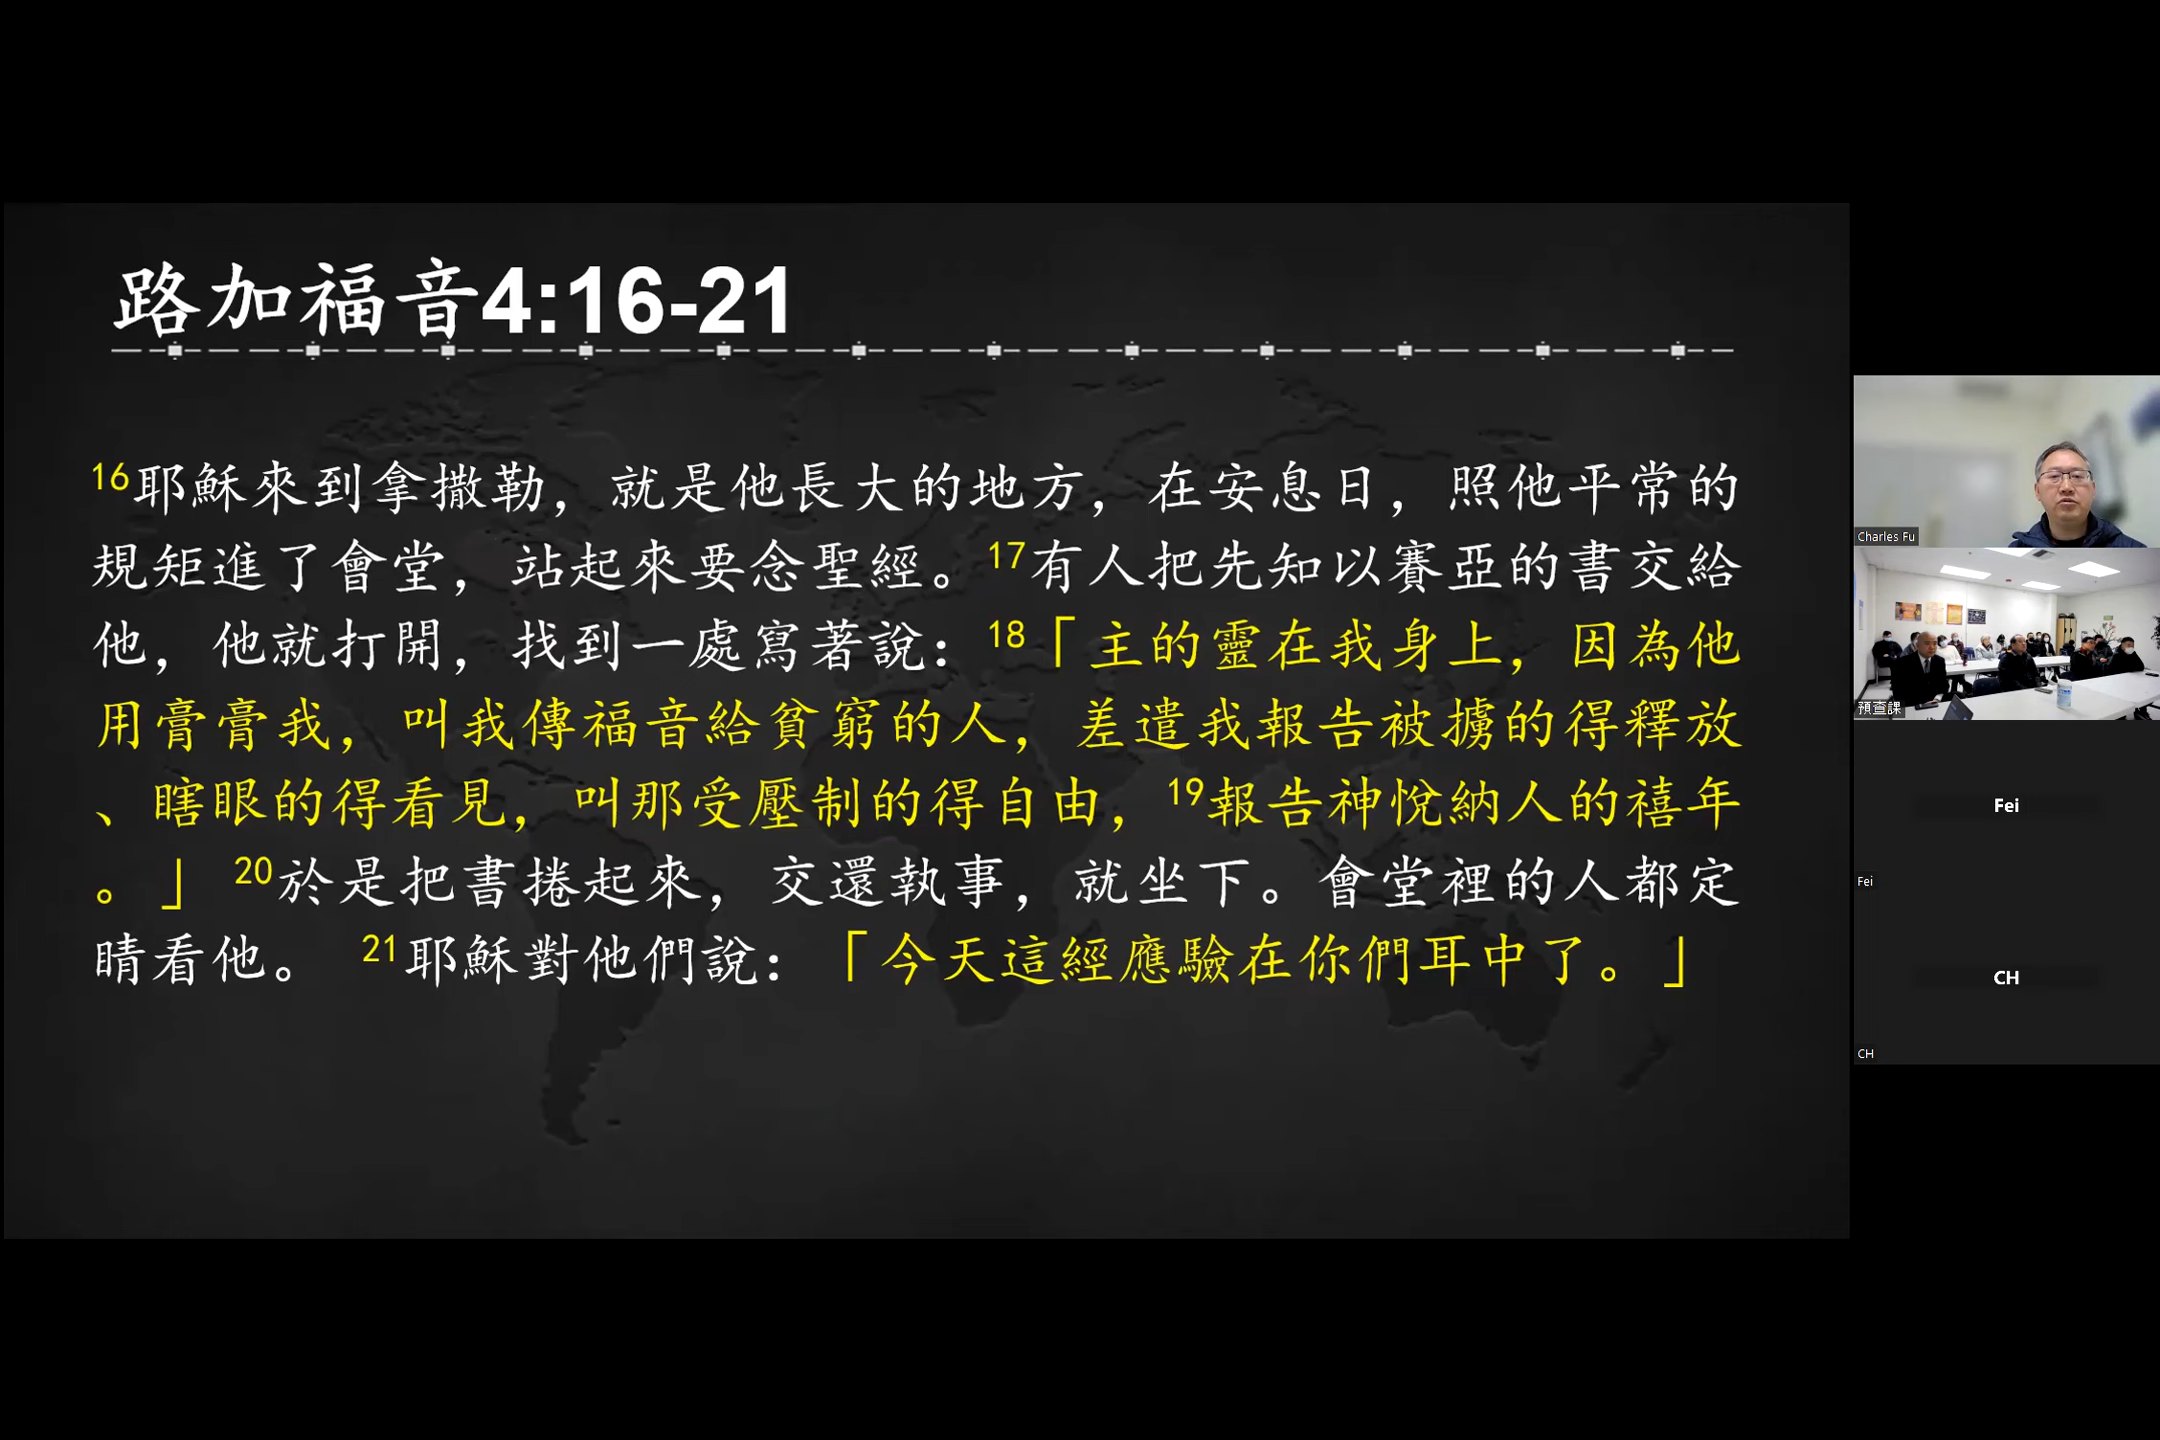 路加福音4:16-21
16耶穌來到拿撒勒，就是他長大的地方，在安息日，照他平常的
規矩進了會堂，站起來要念聖經。17有人把先知以賽亞的書交給
他，他就打開，找到一處寫著說：18「主的靈在我身上，因為他
用膏膏我，叫我傳福音給貧窮的人，差遣我報告被擄的得釋放
、瞎眼的得看見，叫那受壓制的得自由，19報告神悅納人的禧年
。」 20於是把書捲起來，交還執事，就坐下。會堂裡的人都定
睛看他。 21耶穌對他們說：「今天這經應驗在你們耳中了。」
Charles Fu
預查課
Fei
Fei
CH
CH